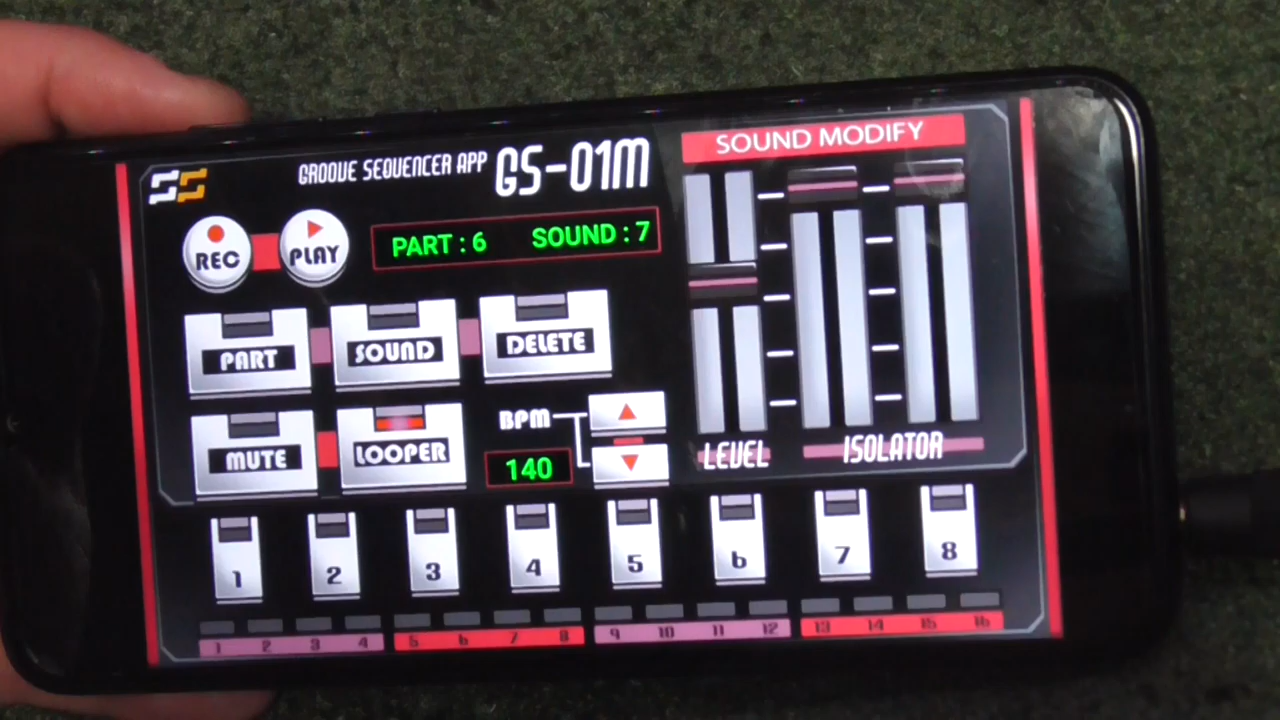 GROOVE SEQUENCER APP GS-01M
SOUND MODIFY
REC PLAY
PART : 6 SOUND : 7
PART SOUND DELETE
MUTE LOOPER
BPM
140
LEVEL ISOLATOR
1 2 3 4 5 6 7 8
1 2 3 4 5 6 7 8 9 10 11 12 13 14 15 16